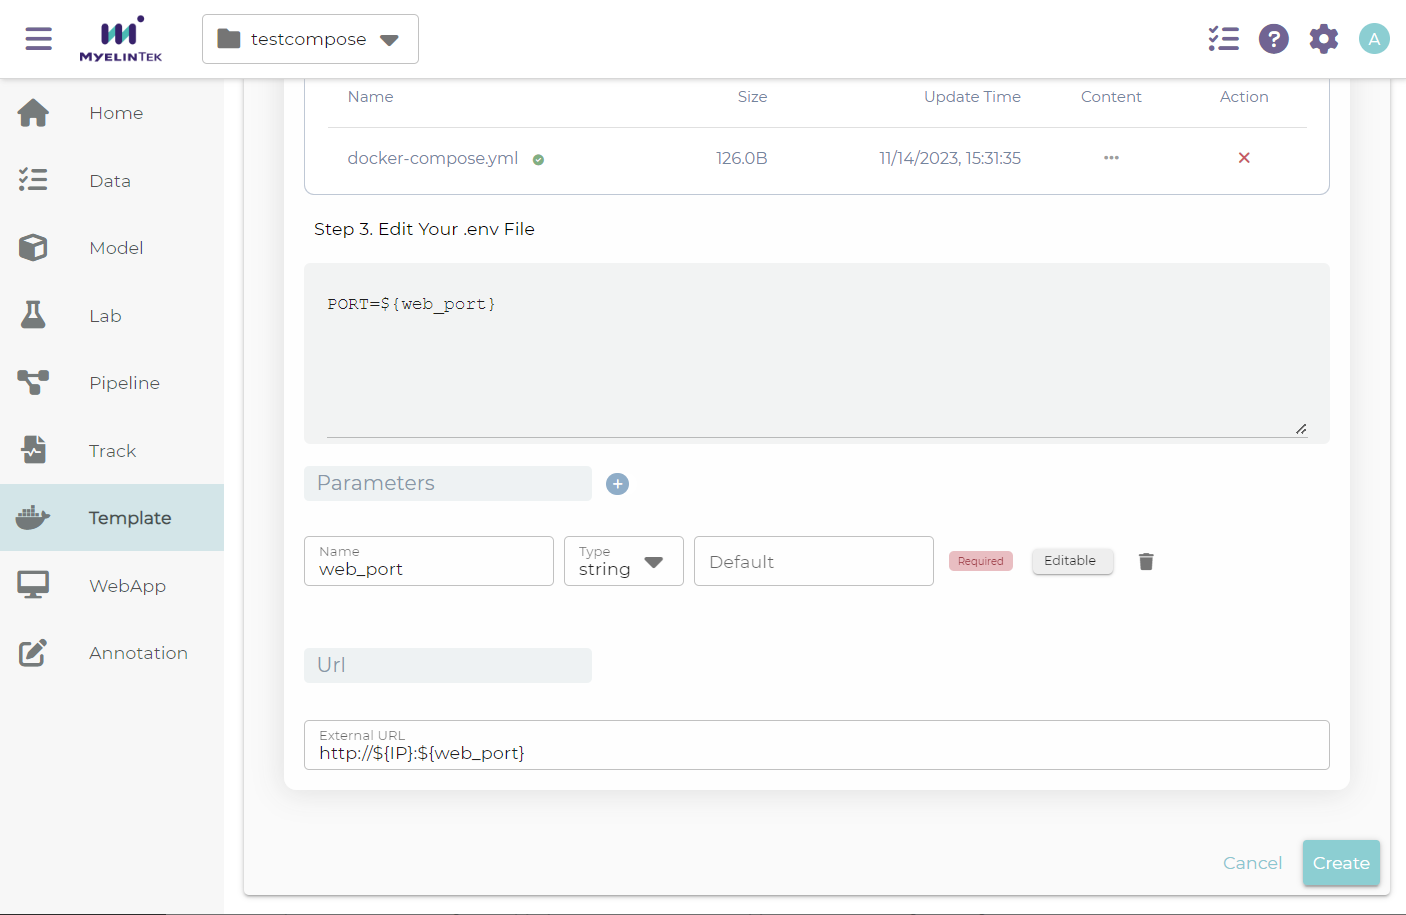 MYELINTEK
testcompose
?
A
Home
Data
Model
Lab
Pipeline
Track
Template
WebApp
Annotation
Name Size Update Time Content Action
docker-compose.yml 126.0B 11/14/2023, 15:31:35 ••• ✕
Step 3. Edit Your .env File
PORT=${web_port}
Parameters +
Name
web_port
Type
string
Default
Required
Editable
Url
External URL
http://${IP}:${web_port}
Cancel
Create